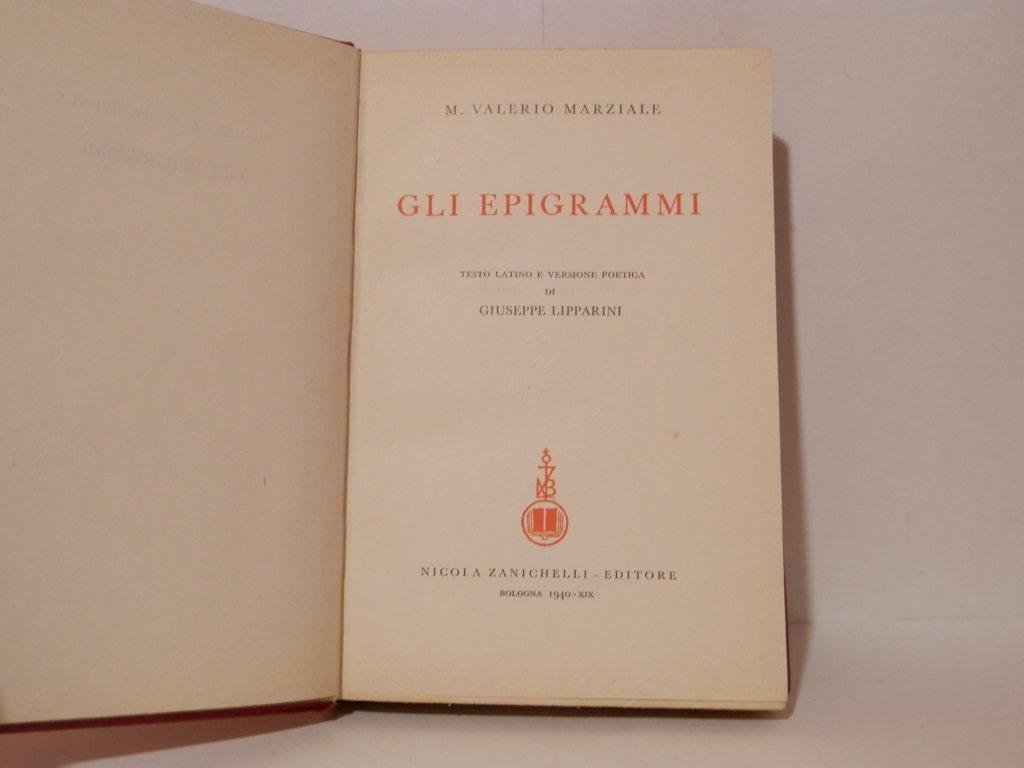 M. VALERIO MARZIALE
GLI EPIGRAMMI
TESTO LATINO E VERSIONE POETICA
DI
GIUSEPPE LIPPARINI
NICOLA ZANICHELLI - EDITORE
BOLOGNA 1940-XIX